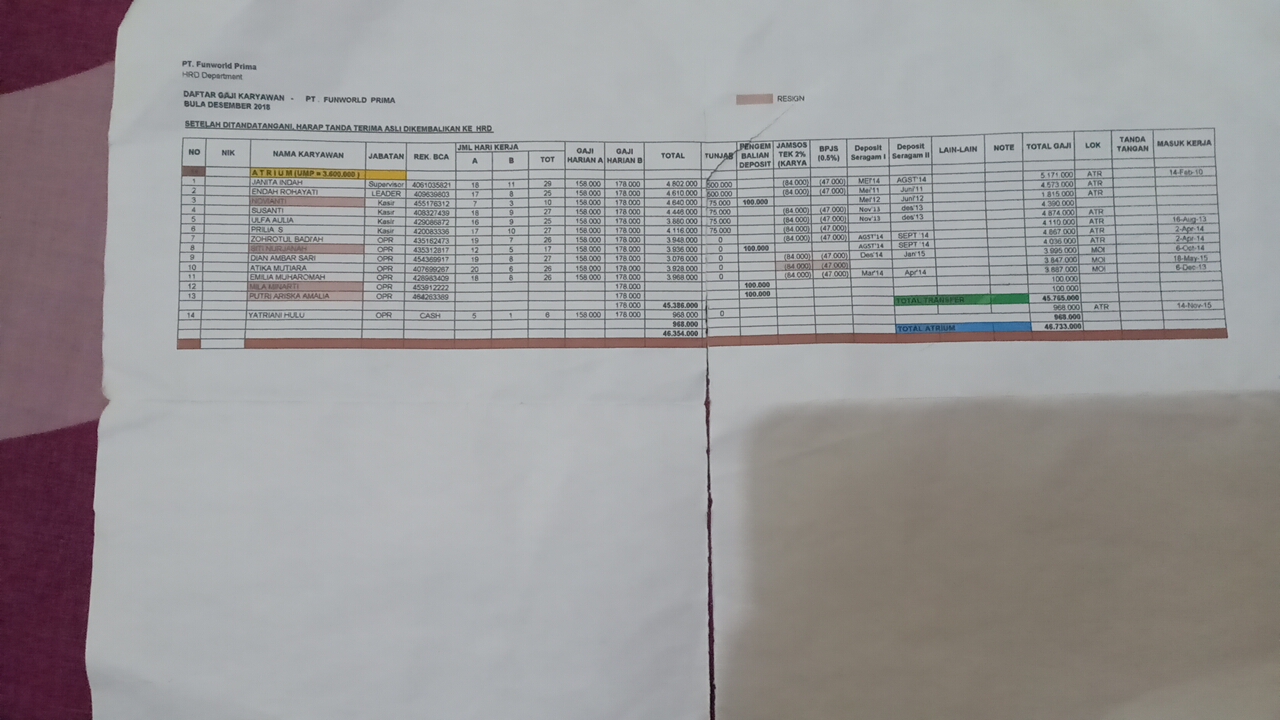 PT. Funworld Prima
HRD Department
DAFTAR GAJI KARYAWAN - PT. FUNWORLD PRIMA
BULA DESEMBER 2018
RESIGN
SETELAH DITANDATANGANI, HARAP TANDA TERIMA ASLI DIKEMBALIKAN KE HRD
NO NIK NAMA KARYAWAN JABATAN REK. BCA JML HARI KERJA A B TOT GAJI HARIAN A GAJI HARIAN B TOTAL TUNJAB PENGEM BALIAN DEPOSIT JAMSOS TEK 2% (KARYA BPJS (0.5%) Deposit Seragam I Deposit Seragam II LAIN-LAIN NOTE TOTAL GAJI LOK TANDA TANGAN MASUK KERJA
A T R I U M (UMP = 3.600,000 )
1 JANITA INDAH Supervisor 4061035821 18 11 29 158.000 178.000 4.802.000 500.000 (84.000) (47.000) MEI'14 AGST'14 5.171.000 ATR 14-Feb-10
2 ENDAH ROHAYATI LEADER 409639603 17 8 25 158.000 178.000 4.610.000 500.000 (84.000) (47.000) Mei'11 Juni'11 4.573.000 ATR
3 Kasir 455176312 7 3 10 158.000 178.000 4.640.000 75.000 100.000 Mei'12 Juni'12 1.815.000 ATR
4 SUSANTI Kasir 408327439 18 9 27 158.000 178.000 4.446.000 75.000 (84.000) (47.000) Nov'13 des'13 4.390.000
5 ULFA AULIA Kasir 429086872 16 9 25 158.000 178.000 3.860.000 75.000 (84.000) (47.000) Nov'13 des'13 4.874.000 ATR
6 PRILIA S Kasir 420083336 17 10 27 158.000 178.000 4.116.000 75.000 (84.000) (47.000) 4.110.000 ATR 16-Aug-13
7 ZOHROTUL BADI'AH OPR 435162473 19 7 26 158.000 178.000 3.948.000 0 (84.000) (47.000) AGST'14 SEPT '14 4.867.000 ATR 2-Apr-14
8 SITI NURJANAH OPR 435312817 12 5 17 158.000 178.000 3.936.000 0 100.000 AGST'14 SEPT '14 4.036.000 ATR 2-Apr-14
9 DIAN AMBAR SARI OPR 454369917 19 8 27 158.000 178.000 3.076.000 0 (84.000) (47.000) Des'14 Jan'15 3.995.000 MOI 6-Oct-14
10 ATIKA MUTIARA OPR 407699267 20 6 26 158.000 178.000 3.928.000 0 (84.000) (47.000) 3.847.000 MOI 18-May-15
11 EMILIA MUHAROMAH OPR 428983409 18 8 26 158.000 178.000 3.968.000 0 (84.000) (47.000) Mar'14 Apr'14 3.887.000 MOI 6-Dec-13
12 MILA MINARTI OPR 453912222 178.000 100.000 100.000
13 PUTRI ARISKA AMALIA OPR 464263389 178.000 100.000 100.000
178.000 45.386.000 TOTAL TRANSFER 45.765.000
14 YATRIANI HULU OPR CASH 5 1 6 158.000 178.000 968.000 0 968.000 ATR 14-Nov-15
968.000 968.000
46.354.000 TOTAL ATRIUM 46.733.000